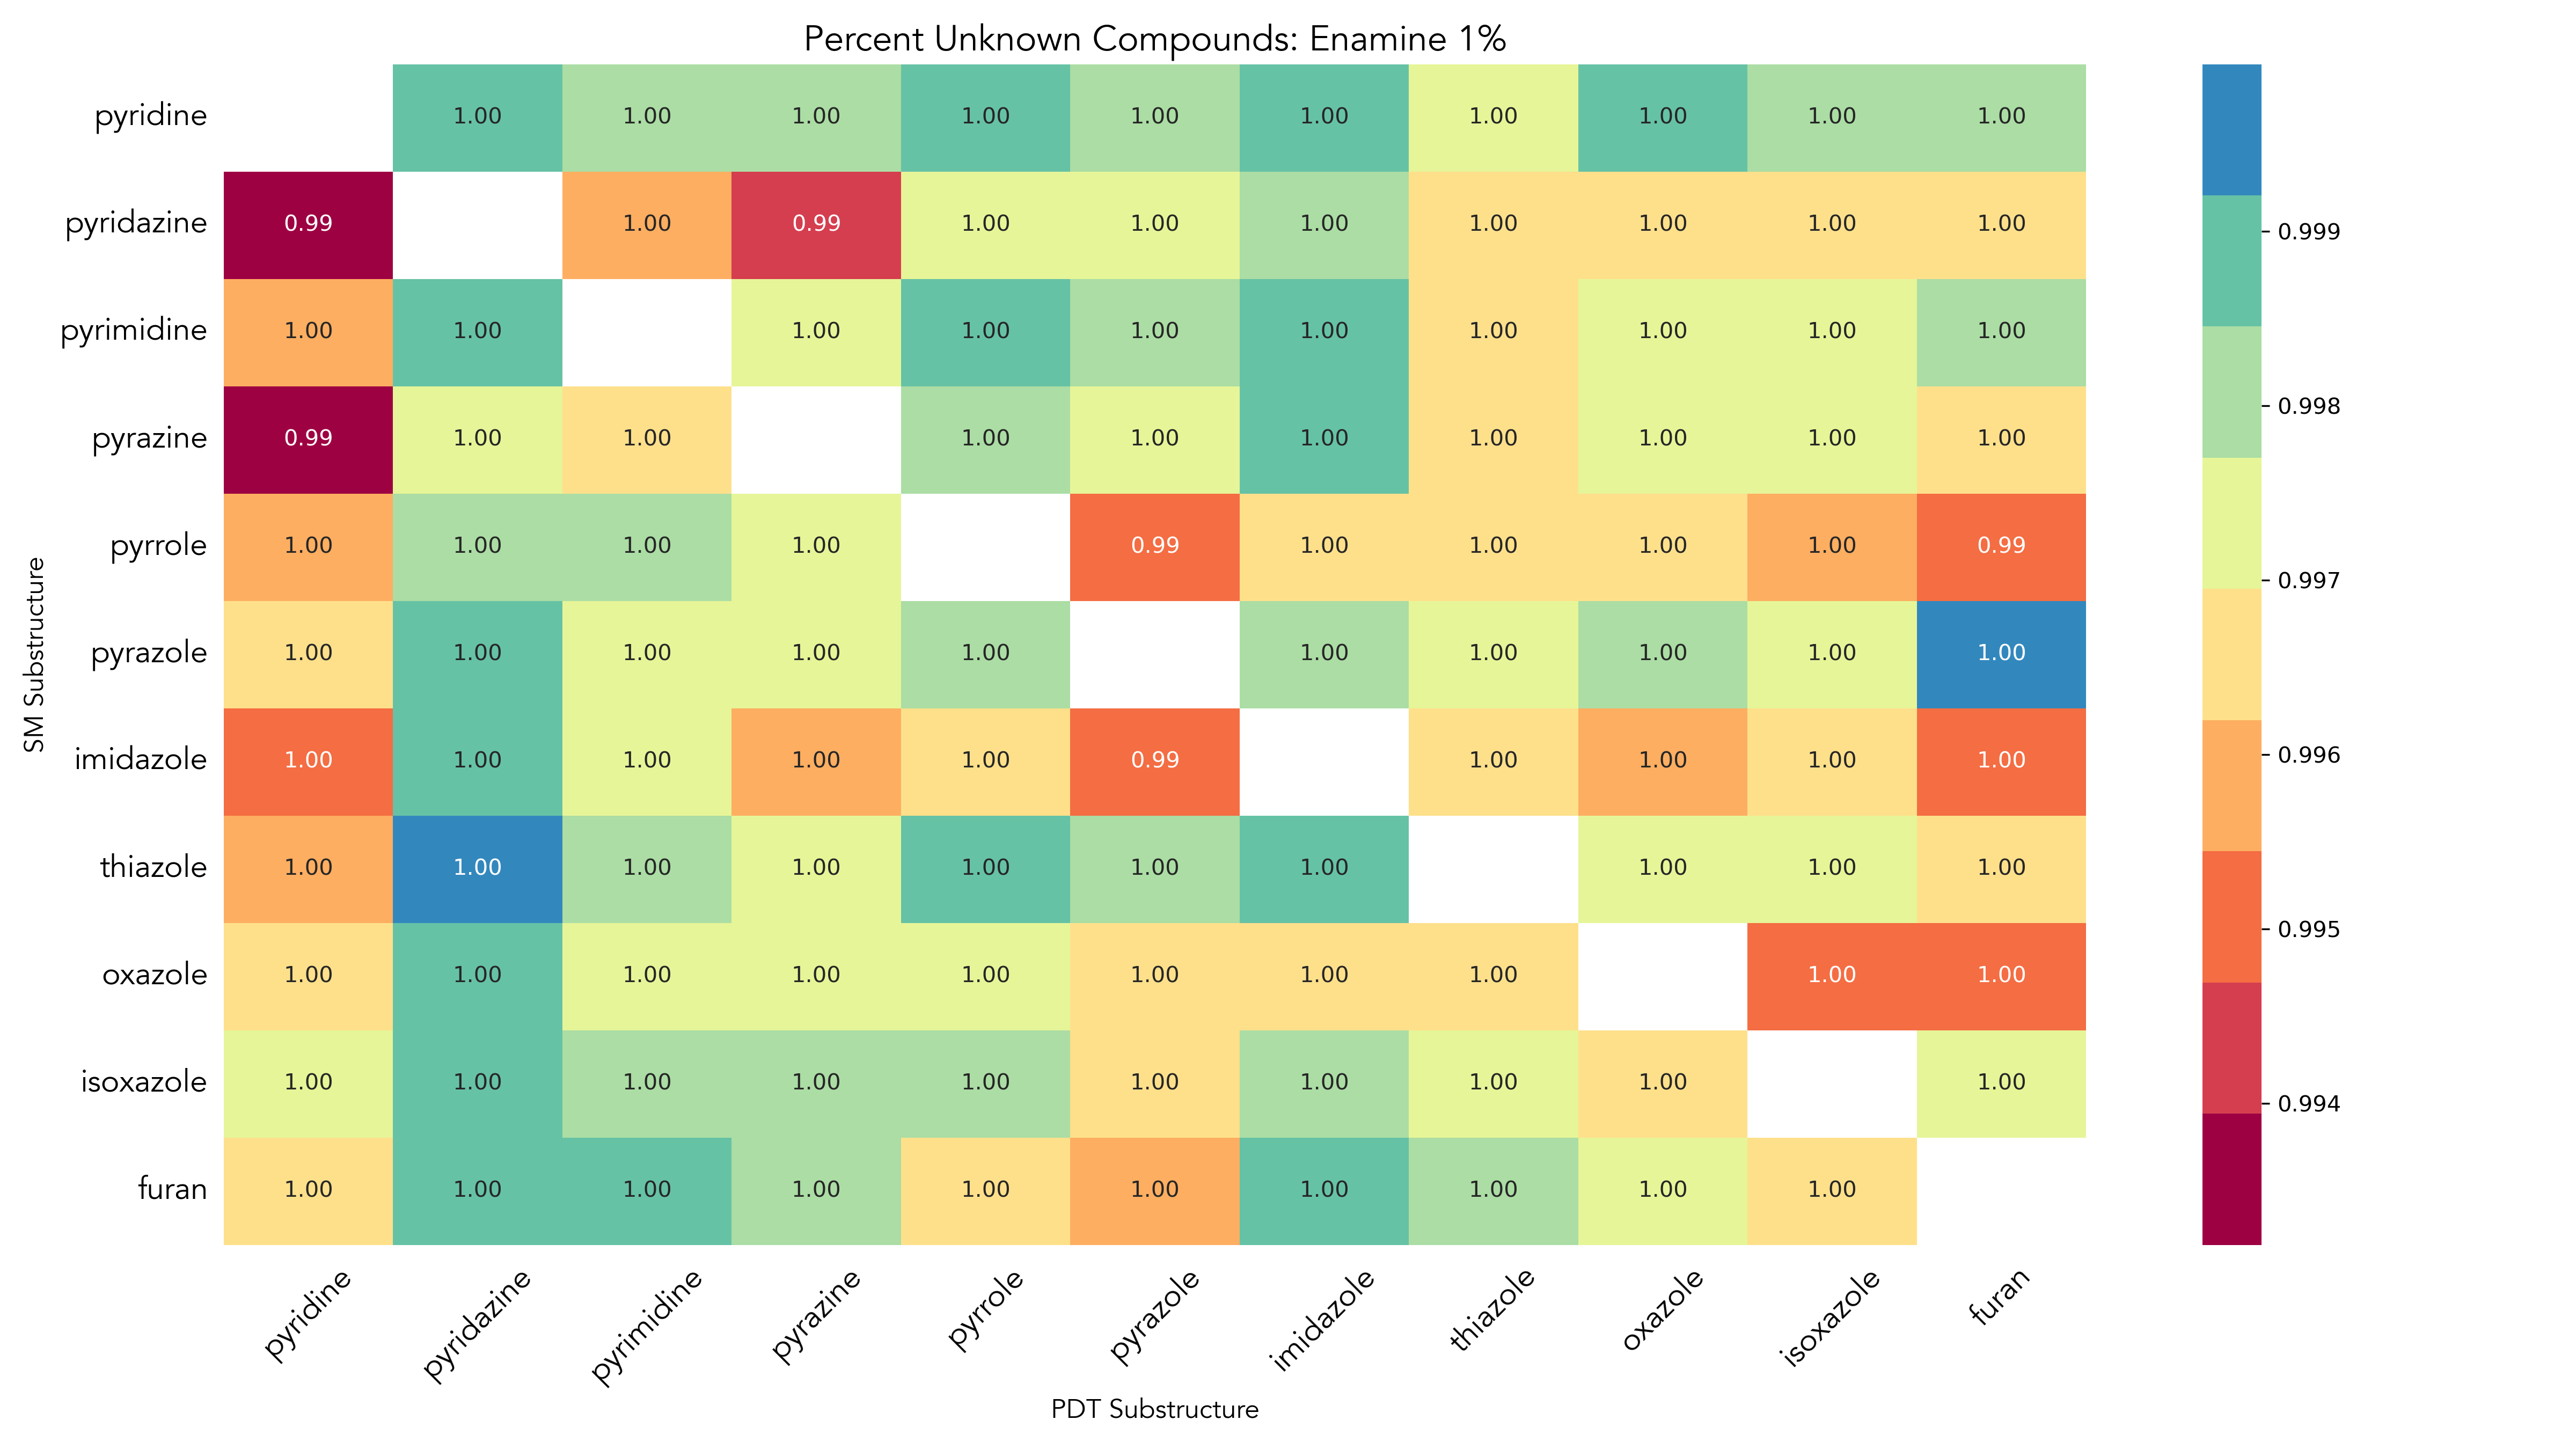 Percent Unknown Compounds: Enamine 1%
pyridine 1.00 1.00 1.00 1.00 1.00 1.00 1.00 1.00 1.00 1.00
pyridazine 0.99 1.00 0.99 1.00 1.00 1.00 1.00 1.00 1.00 1.00
pyrimidine 1.00 1.00 1.00 1.00 1.00 1.00 1.00 1.00 1.00 1.00
pyrazine 0.99 1.00 1.00 1.00 1.00 1.00 1.00 1.00 1.00 1.00
pyrrole 1.00 1.00 1.00 1.00 0.99 1.00 1.00 1.00 1.00 0.99
pyrazole 1.00 1.00 1.00 1.00 1.00 1.00 1.00 1.00 1.00 1.00
imidazole 1.00 1.00 1.00 1.00 1.00 0.99 1.00 1.00 1.00 1.00
thiazole 1.00 1.00 1.00 1.00 1.00 1.00 1.00 1.00 1.00 1.00
oxazole 1.00 1.00 1.00 1.00 1.00 1.00 1.00 1.00 1.00 1.00
isoxazole 1.00 1.00 1.00 1.00 1.00 1.00 1.00 1.00 1.00 1.00
furan 1.00 1.00 1.00 1.00 1.00 1.00 1.00 1.00 1.00 1.00
SM Substructure
pyridine pyridazine pyrimidine pyrazine pyrrole pyrazole imidazole thiazole oxazole isoxazole furan
PDT Substructure
0.999
0.998
0.997
0.996
0.995
0.994